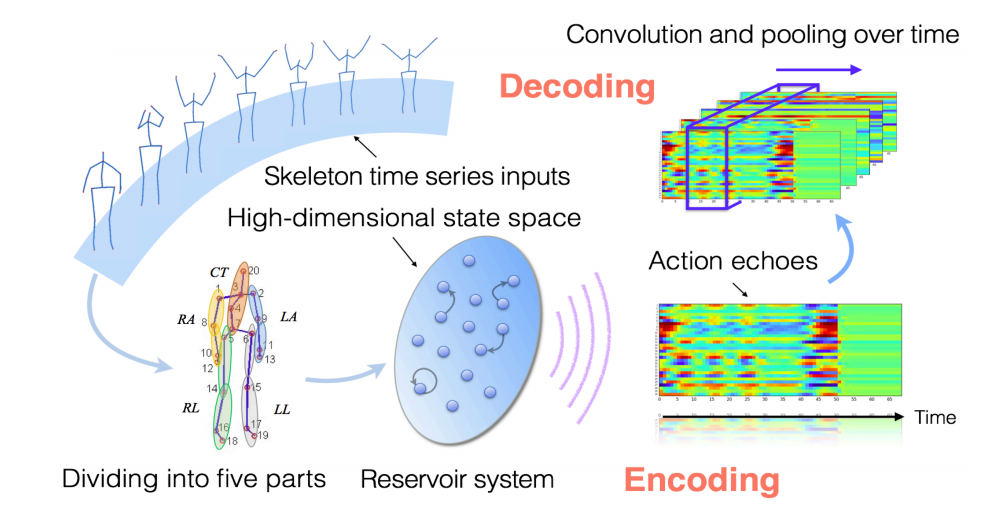 Convolution and pooling over time
Decoding
Skeleton time series inputs
High-dimensional state space
Action echoes
CT
20
3
1
2
4
RA
8
9
LA
7
5
6
10
1
12
13
14
5
RL
LL
16
17
18
19
0 5 10 15 20 25 30 35 40 45 50 55 60 65
Time
Dividing into five parts
Reservoir system
Encoding